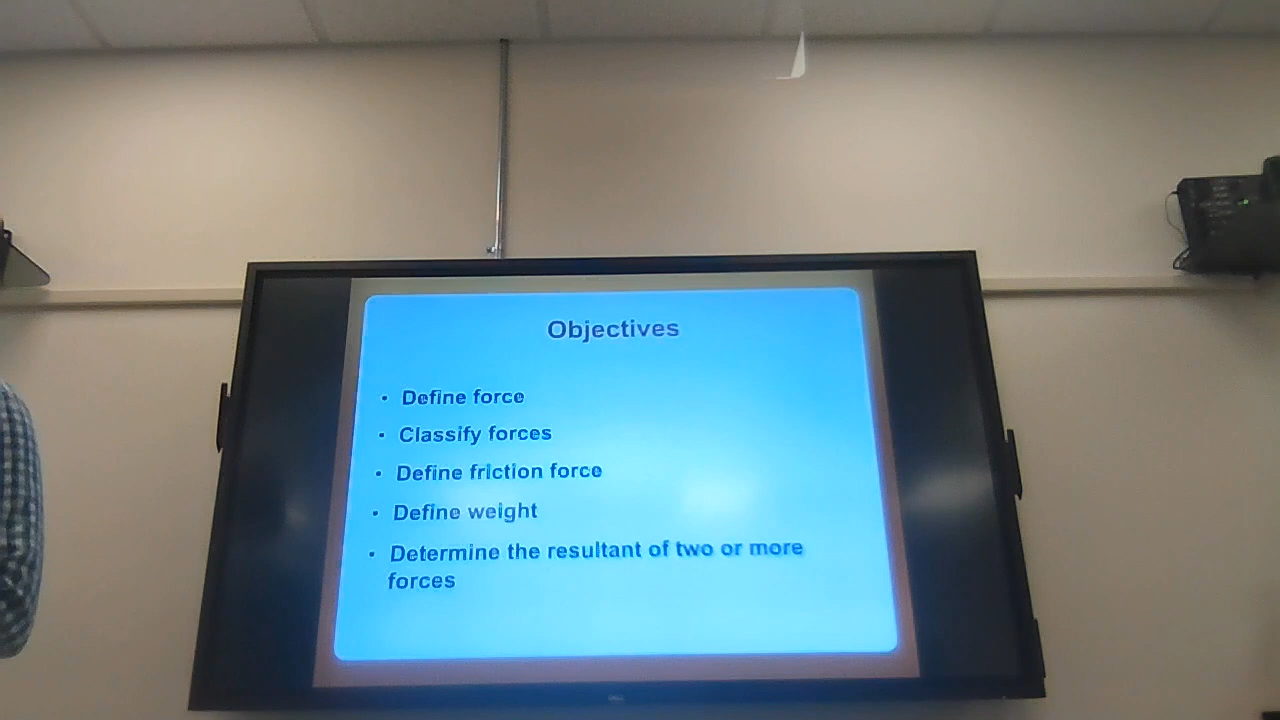 Objectives
• Define force
• Classify forces
• Define friction force
• Define weight
• Determine the resultant of two or more
forces